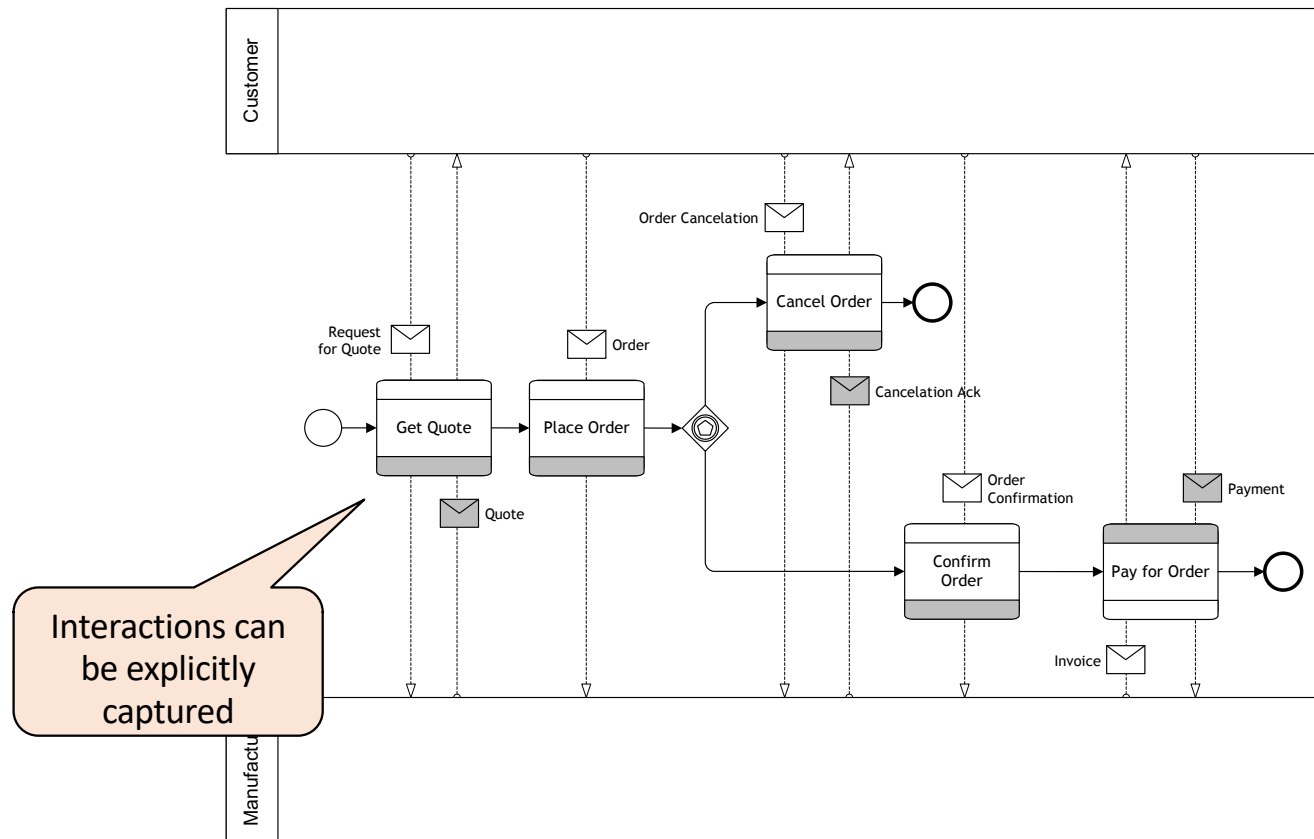 Customer
Order Cancelation
Cancel Order
Request
for Quote
Order
Cancelation Ack
Get Quote
Place Order
Quote
Order
Confirmation
Payment
Confirm
Order
Pay for Order
Invoice
Interactions can
be explicitly
captured
Manufactu